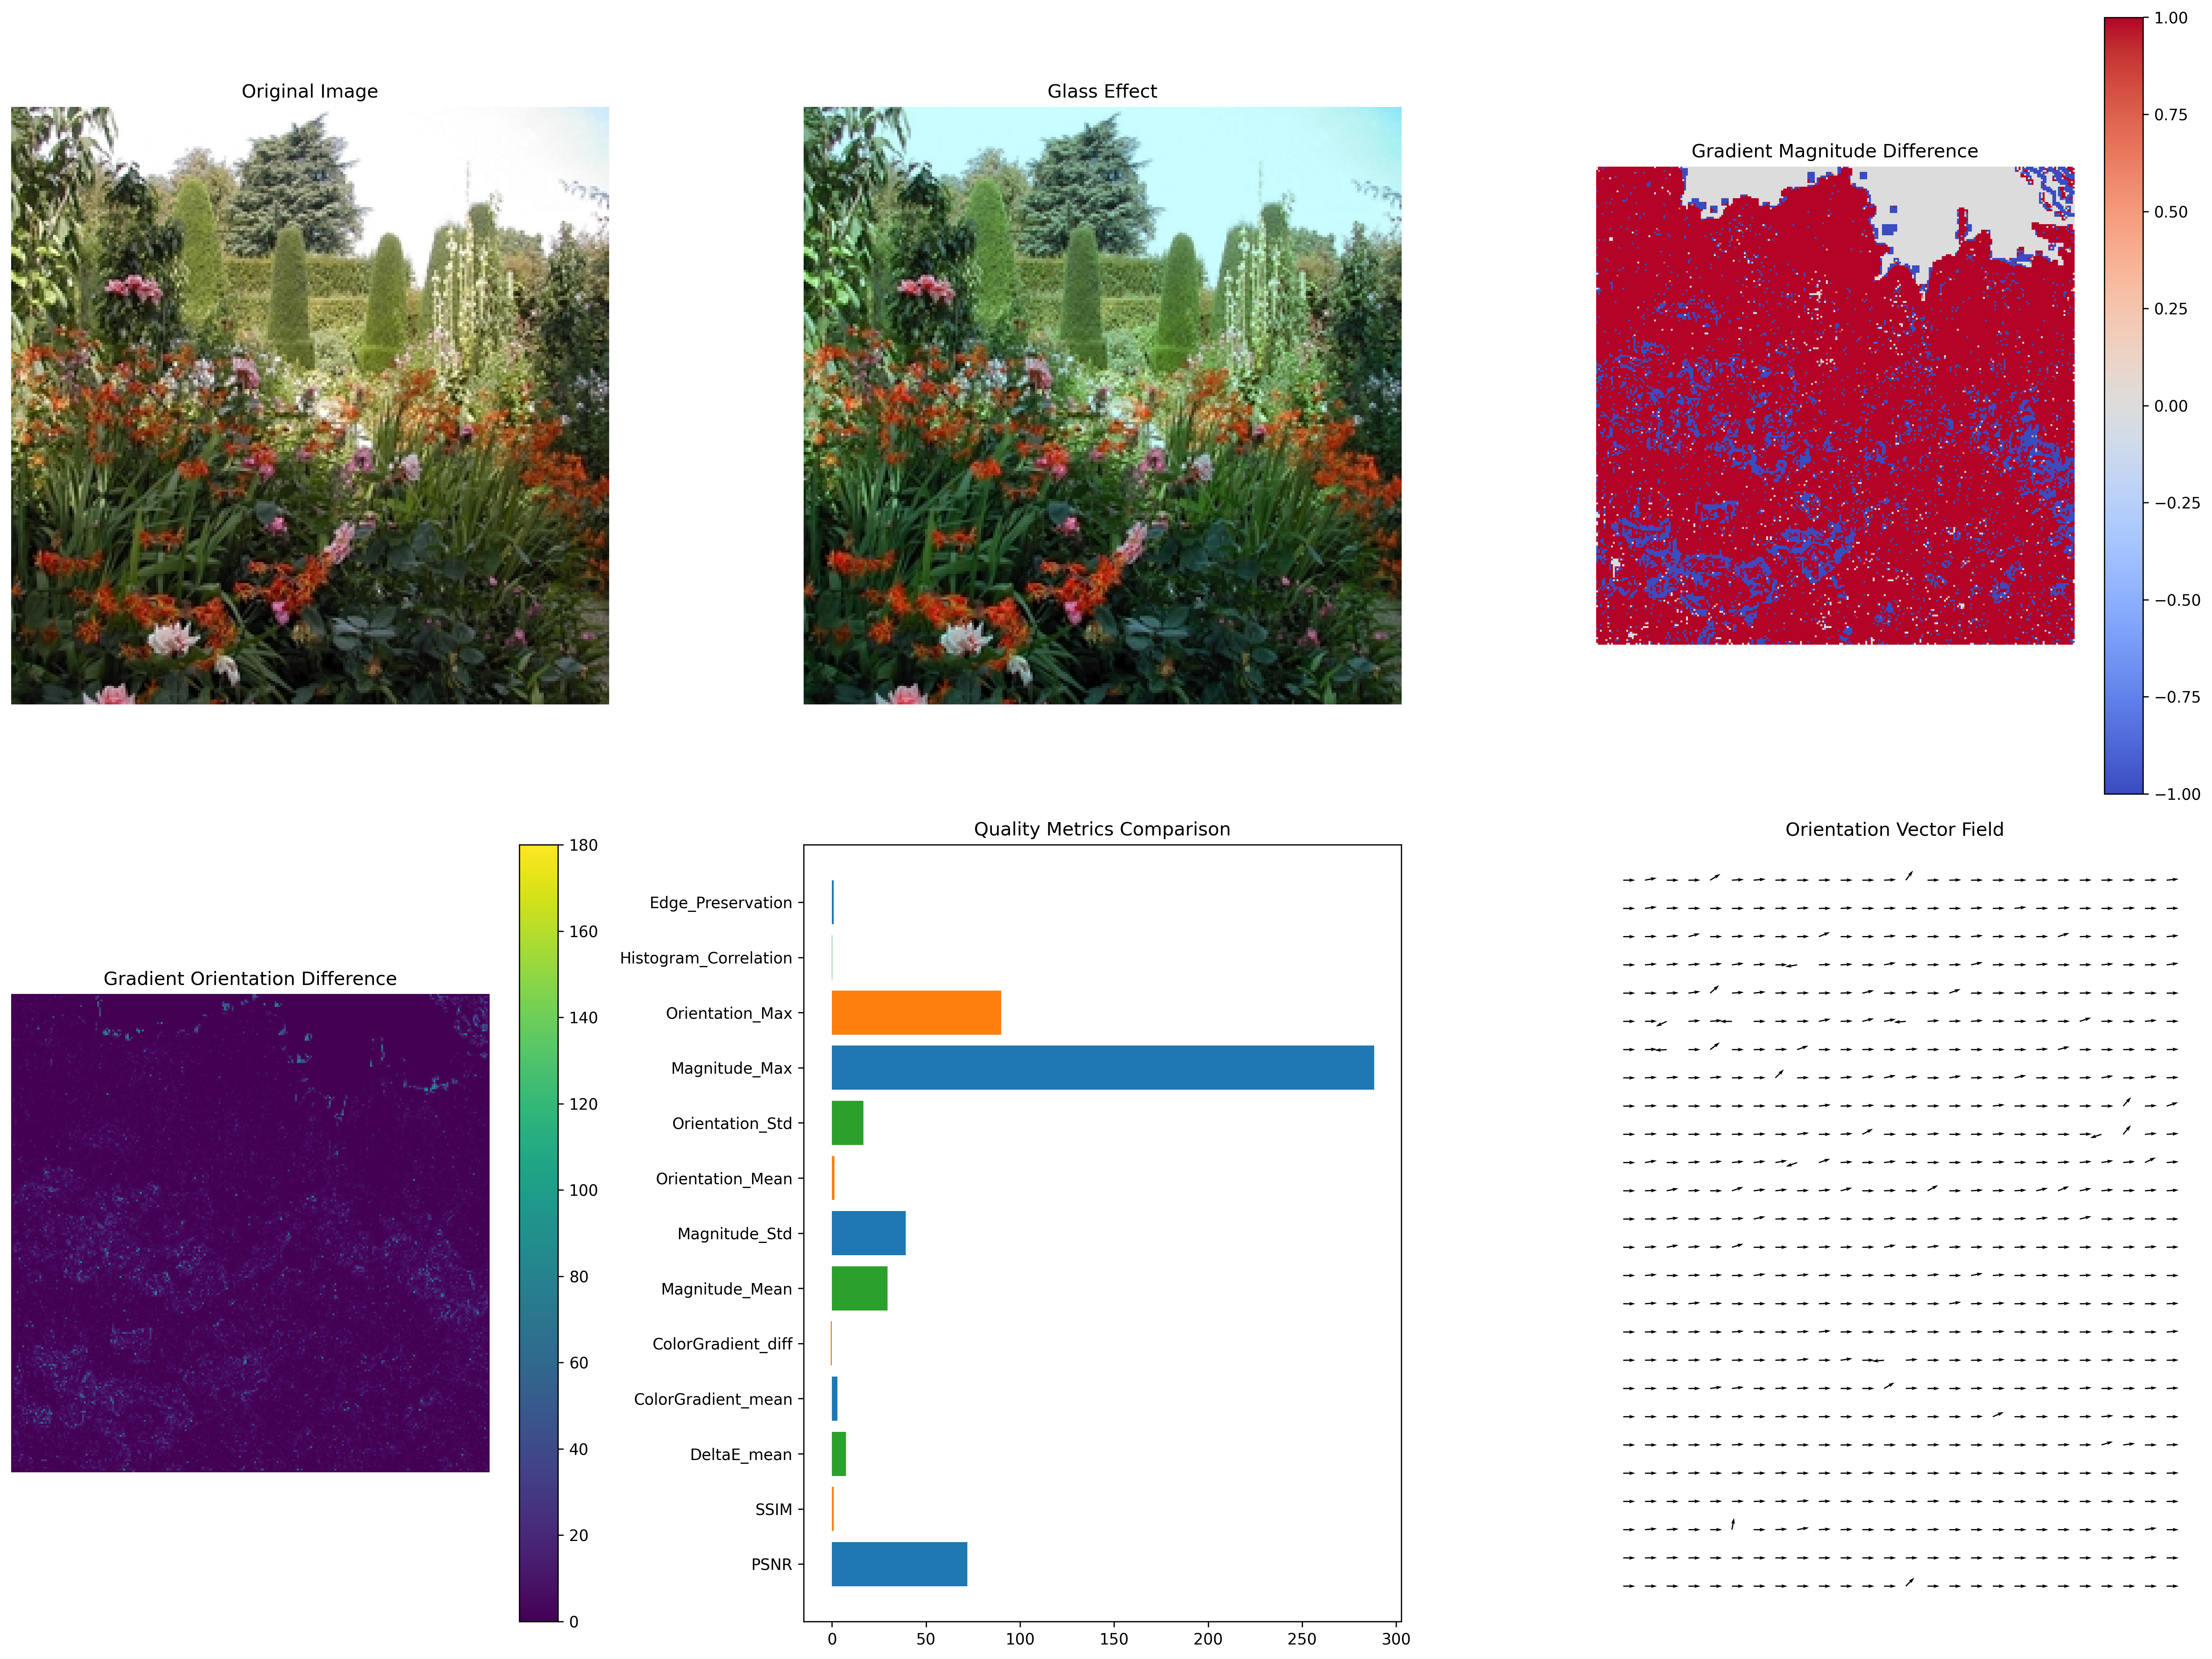 Original Image
Glass Effect
Gradient Magnitude Difference
1.00
0.75
0.50
0.25
0.00
−0.25
−0.50
−0.75
−1.00
Gradient Orientation Difference
180
160
140
120
100
80
60
40
20
0
Quality Metrics Comparison
Edge_Preservation
Histogram_Correlation
Orientation_Max
Magnitude_Max
Orientation_Std
Orientation_Mean
Magnitude_Std
Magnitude_Mean
ColorGradient_diff
ColorGradient_mean
DeltaE_mean
SSIM
PSNR
0 50 100 150 200 250 300
Orientation Vector Field